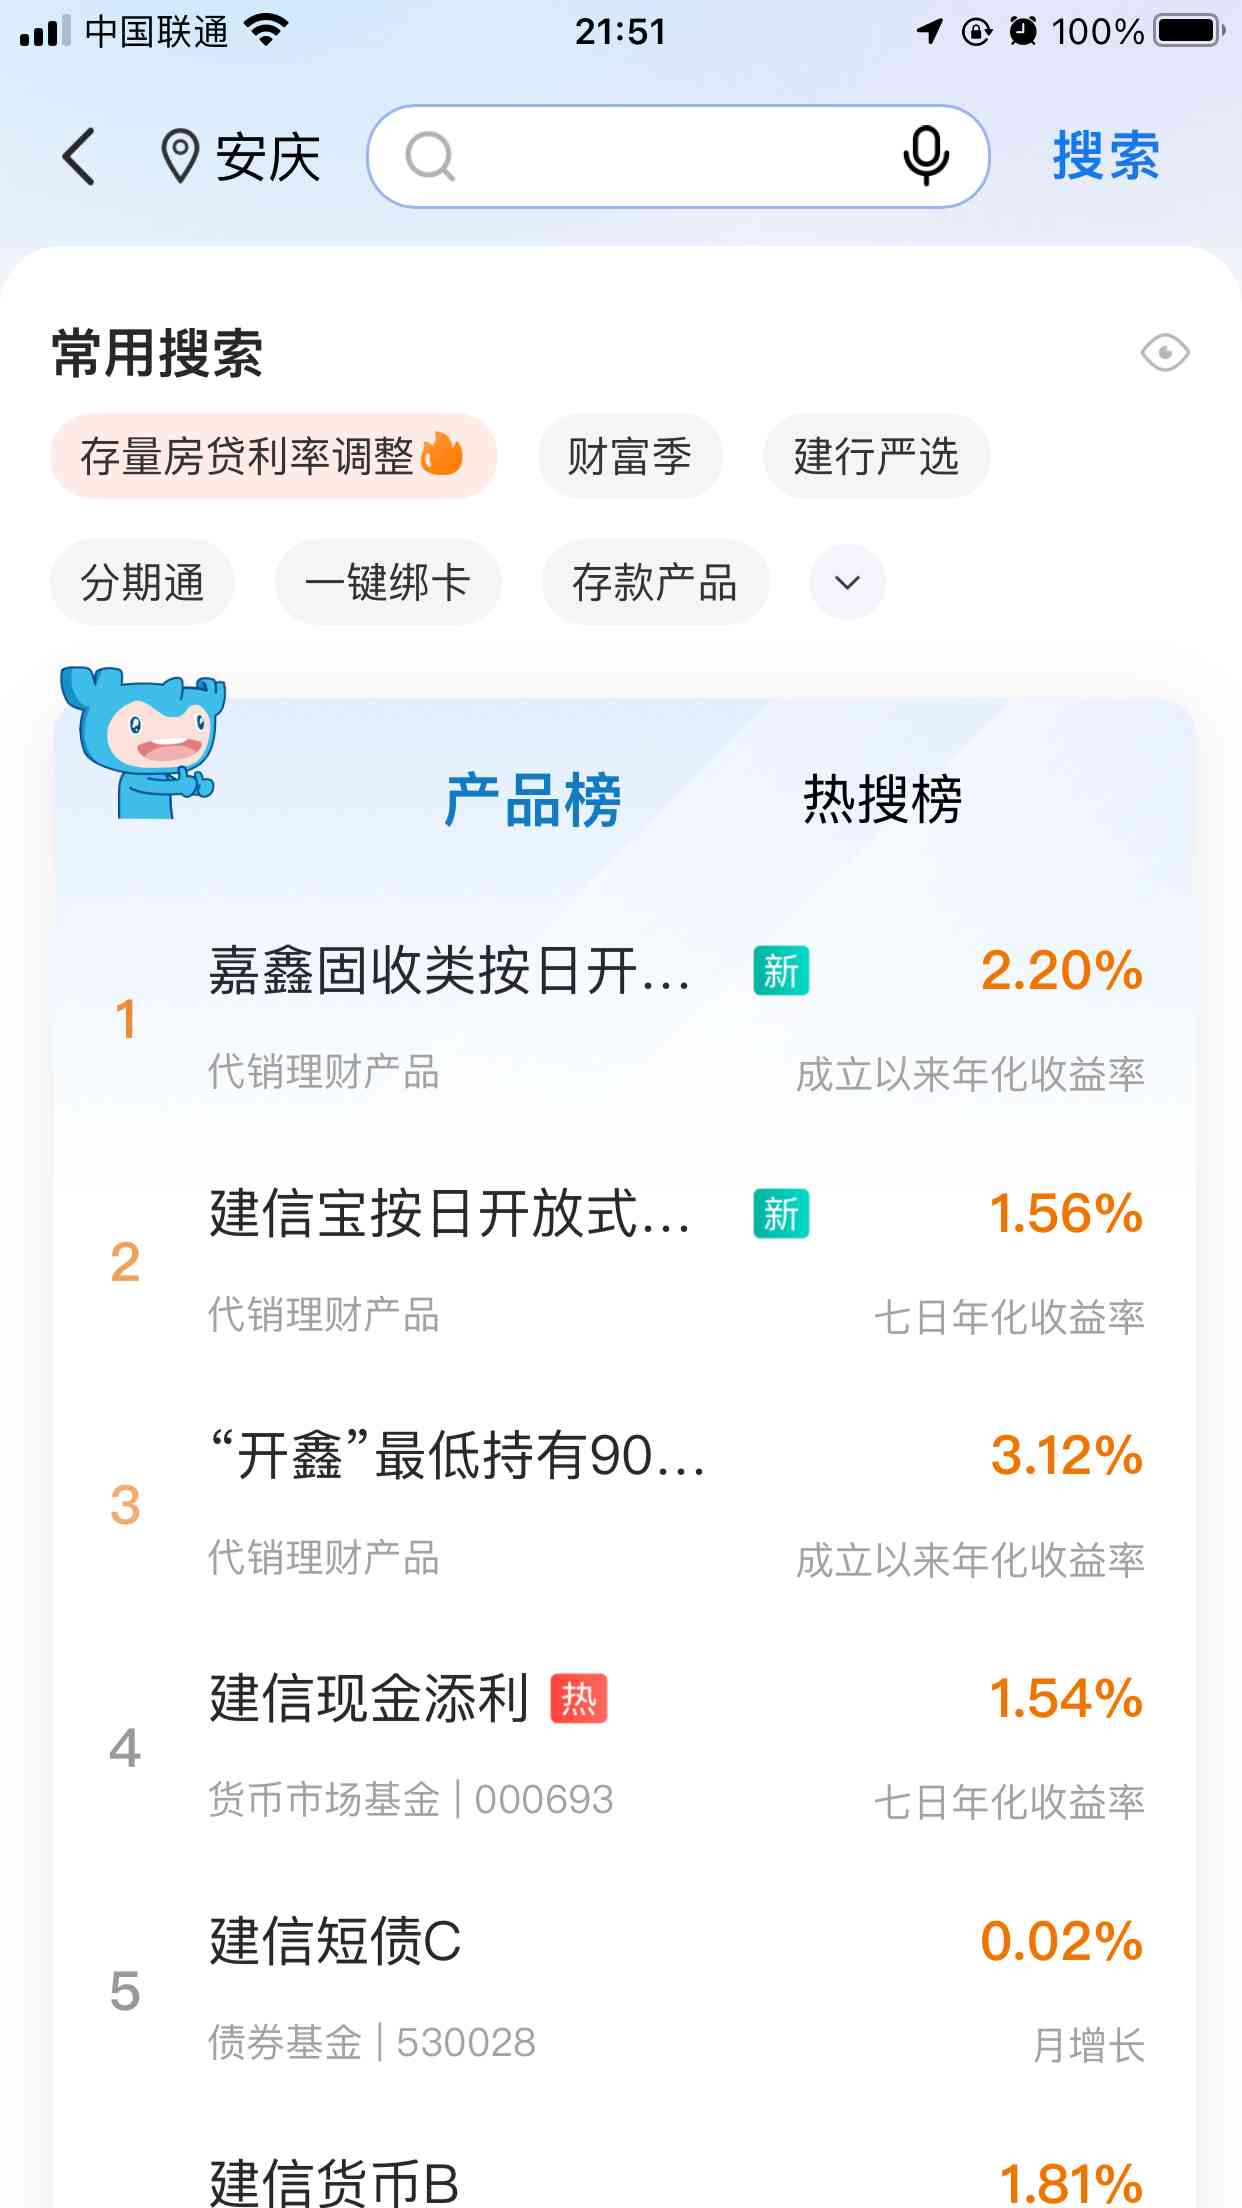 中国联通 21:51 100%
安庆 搜索
常用搜索
存量房贷利率调整 财富季 建行严选
分期通 一键绑卡 存款产品
产品榜 热搜榜
1 嘉鑫固收类按日开... 新 2.20%
代销理财产品 成立以来年化收益率
2 建信宝按日开放式... 新 1.56%
代销理财产品 七日年化收益率
3 “开鑫”最低持有90... 3.12%
代销理财产品 成立以来年化收益率
4 建信现金添利 热 1.54%
货币市场基金 | 000693 七日年化收益率
5 建信短债C 0.02%
债券基金 | 530028 月增长
建信货币B 1.81%